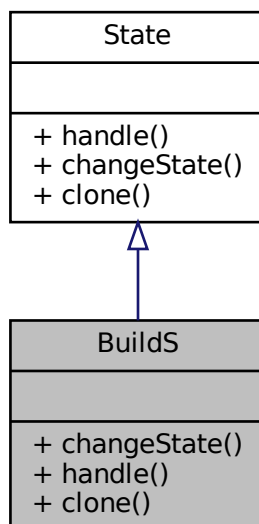 State
+ handle()
+ changeState()
+ clone()
BuildS
+ changeState()
+ handle()
+ clone()